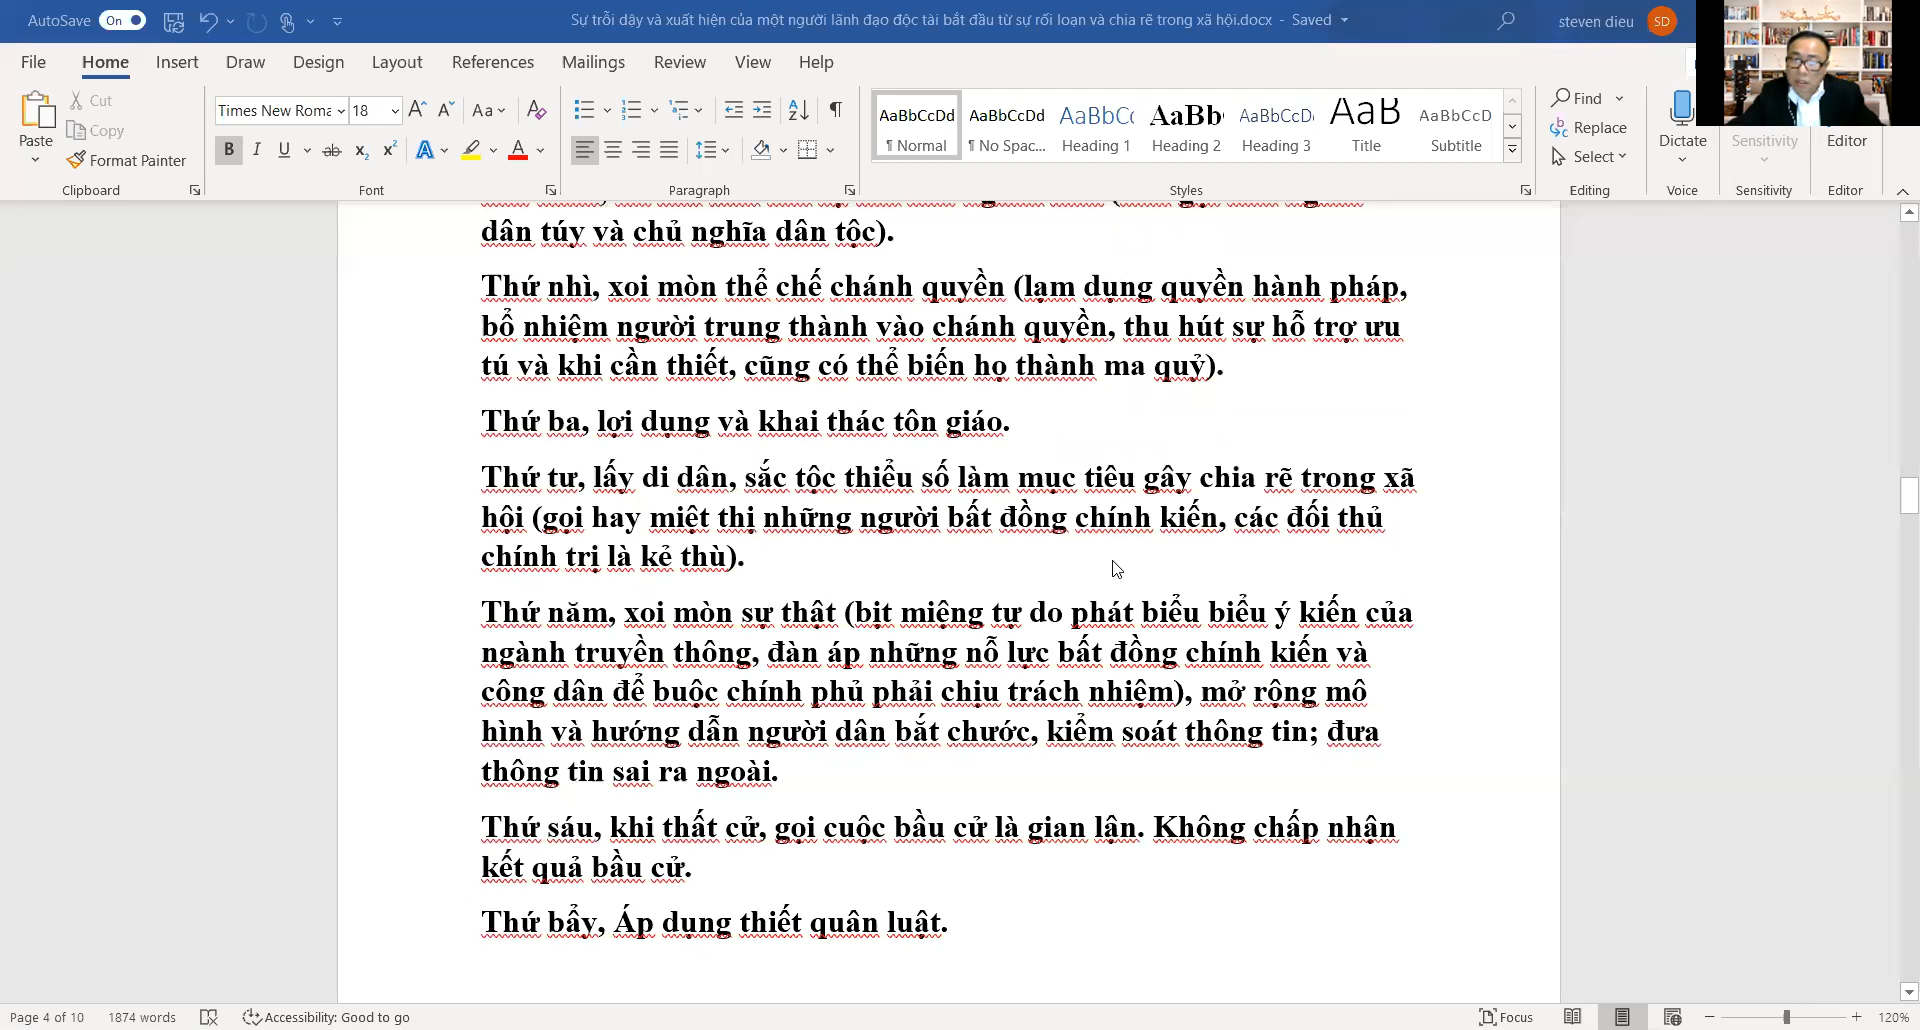 AutoSave On Sự trỗi dậy và xuất hiện của một người lãnh đạo độc tài bắt đầu từ sự rối loạn và chia rẽ trong xã hội.docx - Saved steven dieu SD
File Home Insert Draw Design Layout References Mailings Review View Help
Paste Cut Copy Format Painter
Clipboard
Times New Roma 18 Aa
B I U ab x₂ x² A A
Font
Paragraph
AaBbCcDd AaBbCcDd AaBbCc AaBb AaBbCcD AaB AaBbCcD
¶ Normal ¶ No Spac... Heading 1 Heading 2 Heading 3 Title Subtitle
Styles
Find
Replace
Select
Editing
Dictate
Voice
Sensitivity
Sensitivity
Editor
Editor
dân túy và chủ nghĩa dân tộc).
Thứ nhì, xoi mòn thể chế chánh quyền (lạm dụng quyền hành pháp,
bổ nhiệm người trung thành vào chánh quyền, thu hút sự hỗ trợ ưu
tú và khi cần thiết, cũng có thể biến họ thành ma quỷ).
Thứ ba, lợi dụng và khai thác tôn giáo.
Thứ tư, lấy di dân, sắc tộc thiểu số làm mục tiêu gây chia rẽ trong xã
hội (gọi hay miệt thị những người bất đồng chính kiến, các đối thủ
chính trị là kẻ thù).
Thứ năm, xoi mòn sự thật (bịt miệng tự do phát biểu biểu ý kiến của
ngành truyền thông, đàn áp những nỗ lực bất đồng chính kiến và
công dân để buộc chính phủ phải chịu trách nhiệm), mở rộng mô
hình và hướng dẫn người dân bắt chước, kiểm soát thông tin; đưa
thông tin sai ra ngoài.
Thứ sáu, khi thất cử, gọi cuộc bầu cử là gian lận. Không chấp nhận
kết quả bầu cử.
Thứ bẩy, Áp dụng thiết quân luật.
Page 4 of 10 1874 words Accessibility: Good to go Focus 120%